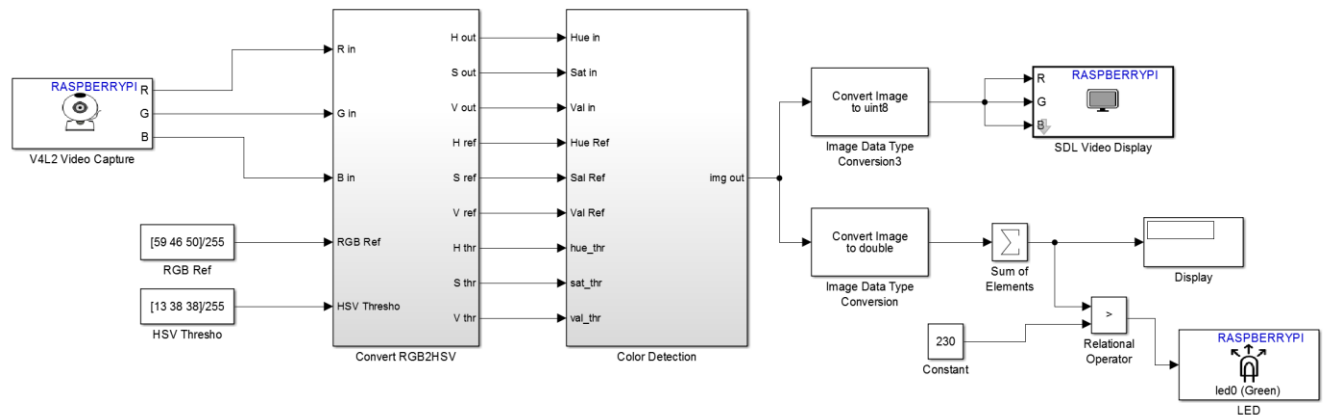 RASPBERRYPI
R
G
B
V4L2 Video Capture
[59 46 50]/255
RGB Ref
[13 38 38]/255
HSV Thresho
R in
G in
B in
RGB Ref
HSV Thresho
H out
S out
V out
H ref
S ref
V ref
H thr
S thr
V thr
Convert RGB2HSV
Hue in
Sat in
Val in
Hue Ref
Sal Ref
Val Ref
hue_thr
sat_thr
val_thr
img out
Color Detection
Convert Image
to uint8
Image Data Type
Conversion3
RASPBERRYPI
R
G
B
SDL Video Display
Convert Image
to double
Image Data Type
Conversion
Σ
Sum of
Elements
Display
230
Constant
>
Relational
Operator
RASPBERRYPI
led0 (Green)
LED